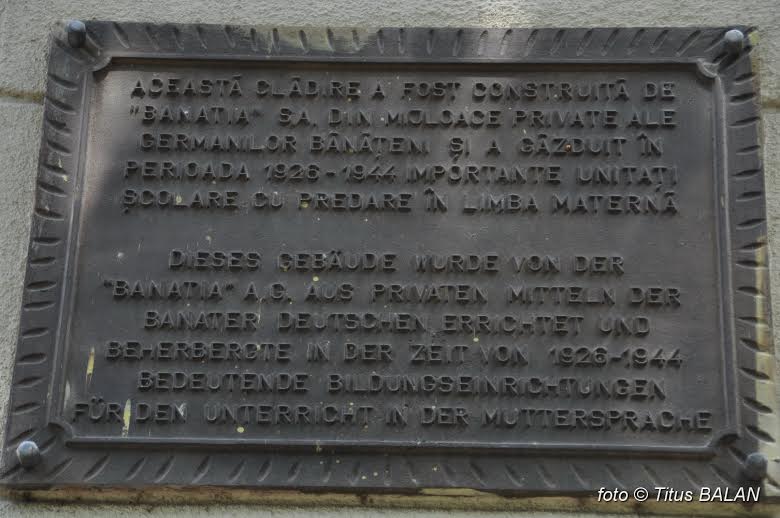 ACEASTĂ CLĂDIRE A FOST CONSTRUITĂ DE
"BANATIA" S.A. DIN MIJLOACE PRIVATE ALE
GERMANILOR BĂNĂȚENI ȘI A GĂZDUIT ÎN
PERIOADA 1926-1944 IMPORTANTE UNITĂȚI
ȘCOLARE CU PREDARE ÎN LIMBA MATERNĂ
DIESES GEBÄUDE WURDE VON DER
"BANATIA" A.G. AUS PRIVATEN MITTELN DER
BANATER DEUTSCHEN ERRICHTET UND
BEHERBERGTE IN DER ZEIT VON 1926-1944
BEDEUTENDE BILDUNGSEINRICHTUNGEN
FÜR DEN UNTERRICHT IN DER MUTTERSPRACHE
foto © Titus BALAN